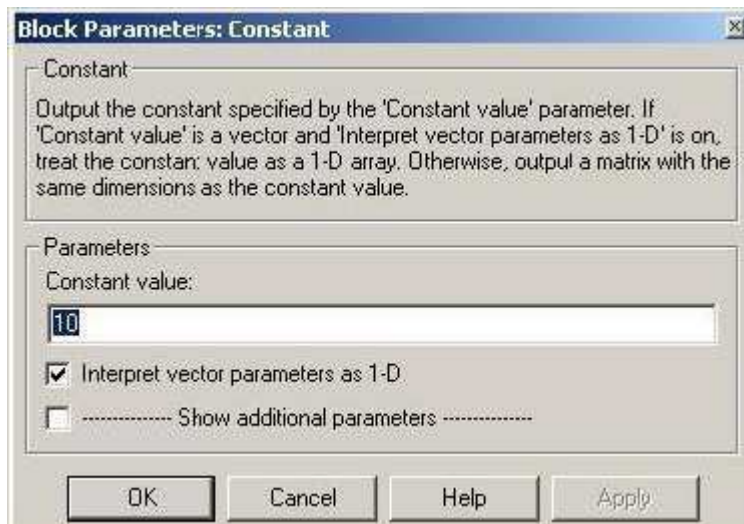 Block Parameters: Constant
Constant
Output the constant specified by the 'Constant value' parameter. If
'Constant value' is a vector and 'Interpret vector parameters as 1-D' is on,
treat the constan: value as a 1-D array. Otherwise, output a matrix with the
same dimensions as the constant value.
Parameters
Constant value:
10
Interpret vector parameters as 1-D
-------------- Show additional parameters --------------
OK Cancel Help Apply